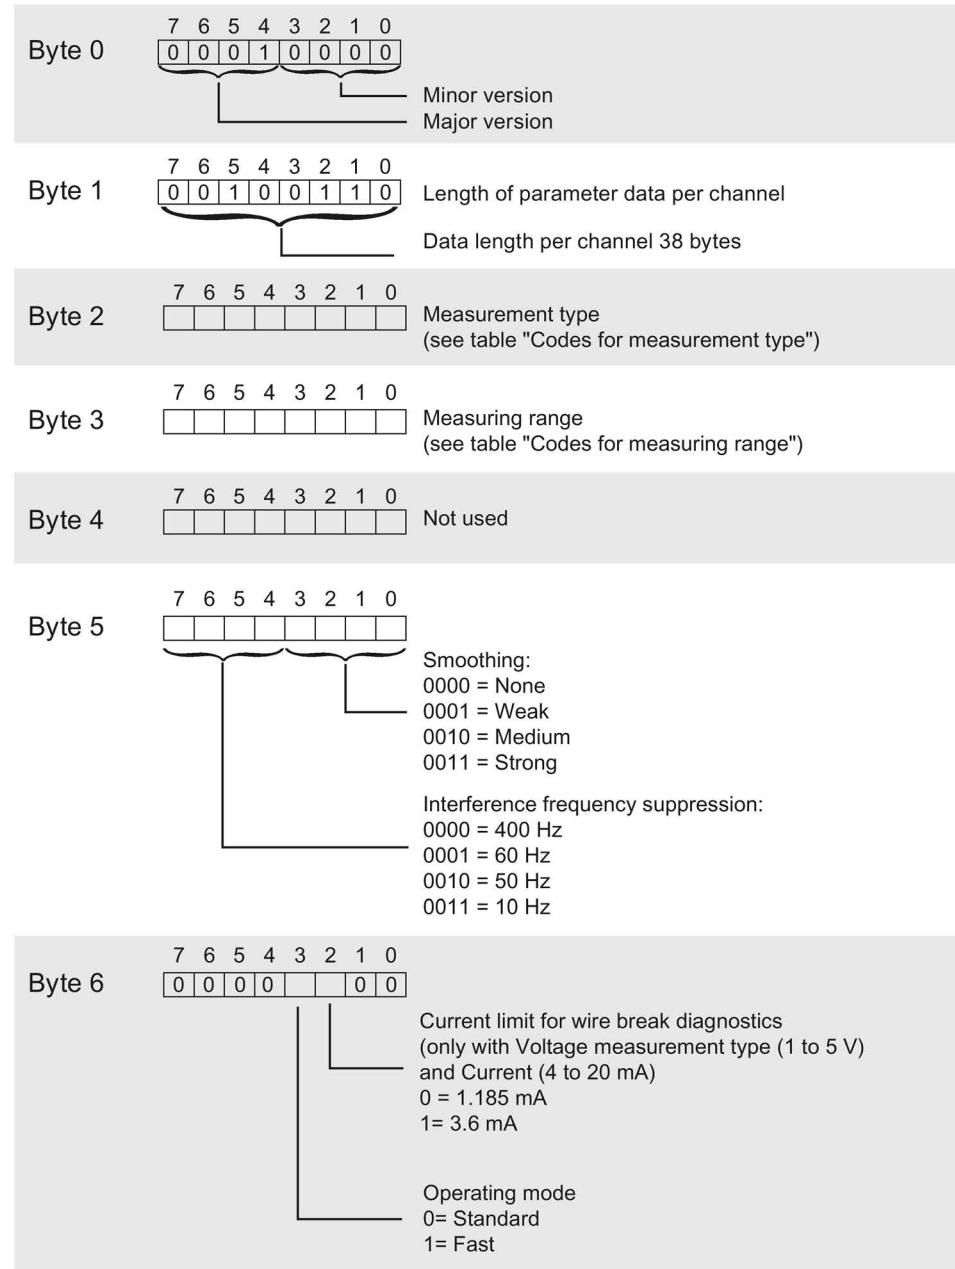 7 6 5 4 3 2 1 0
Byte 0 0 0 0 1 0 0 0 0
Minor version
Major version
7 6 5 4 3 2 1 0
Byte 1 0 0 1 0 0 1 1 0 Length of parameter data per channel
Data length per channel 38 bytes
7 6 5 4 3 2 1 0
Byte 2 Measurement type
(see table "Codes for measurement type")
7 6 5 4 3 2 1 0
Byte 3 Measuring range
(see table "Codes for measuring range")
7 6 5 4 3 2 1 0
Byte 4 Not used
7 6 5 4 3 2 1 0
Byte 5
Smoothing:
0000 = None
0001 = Weak
0010 = Medium
0011 = Strong
Interference frequency suppression:
0000 = 400 Hz
0001 = 60 Hz
0010 = 50 Hz
0011 = 10 Hz
7 6 5 4 3 2 1 0
Byte 6 0 0 0 0 0 0
Current limit for wire break diagnostics
(only with Voltage measurement type (1 to 5 V)
and Current (4 to 20 mA)
0 = 1.185 mA
1= 3.6 mA
Operating mode
0= Standard
1= Fast